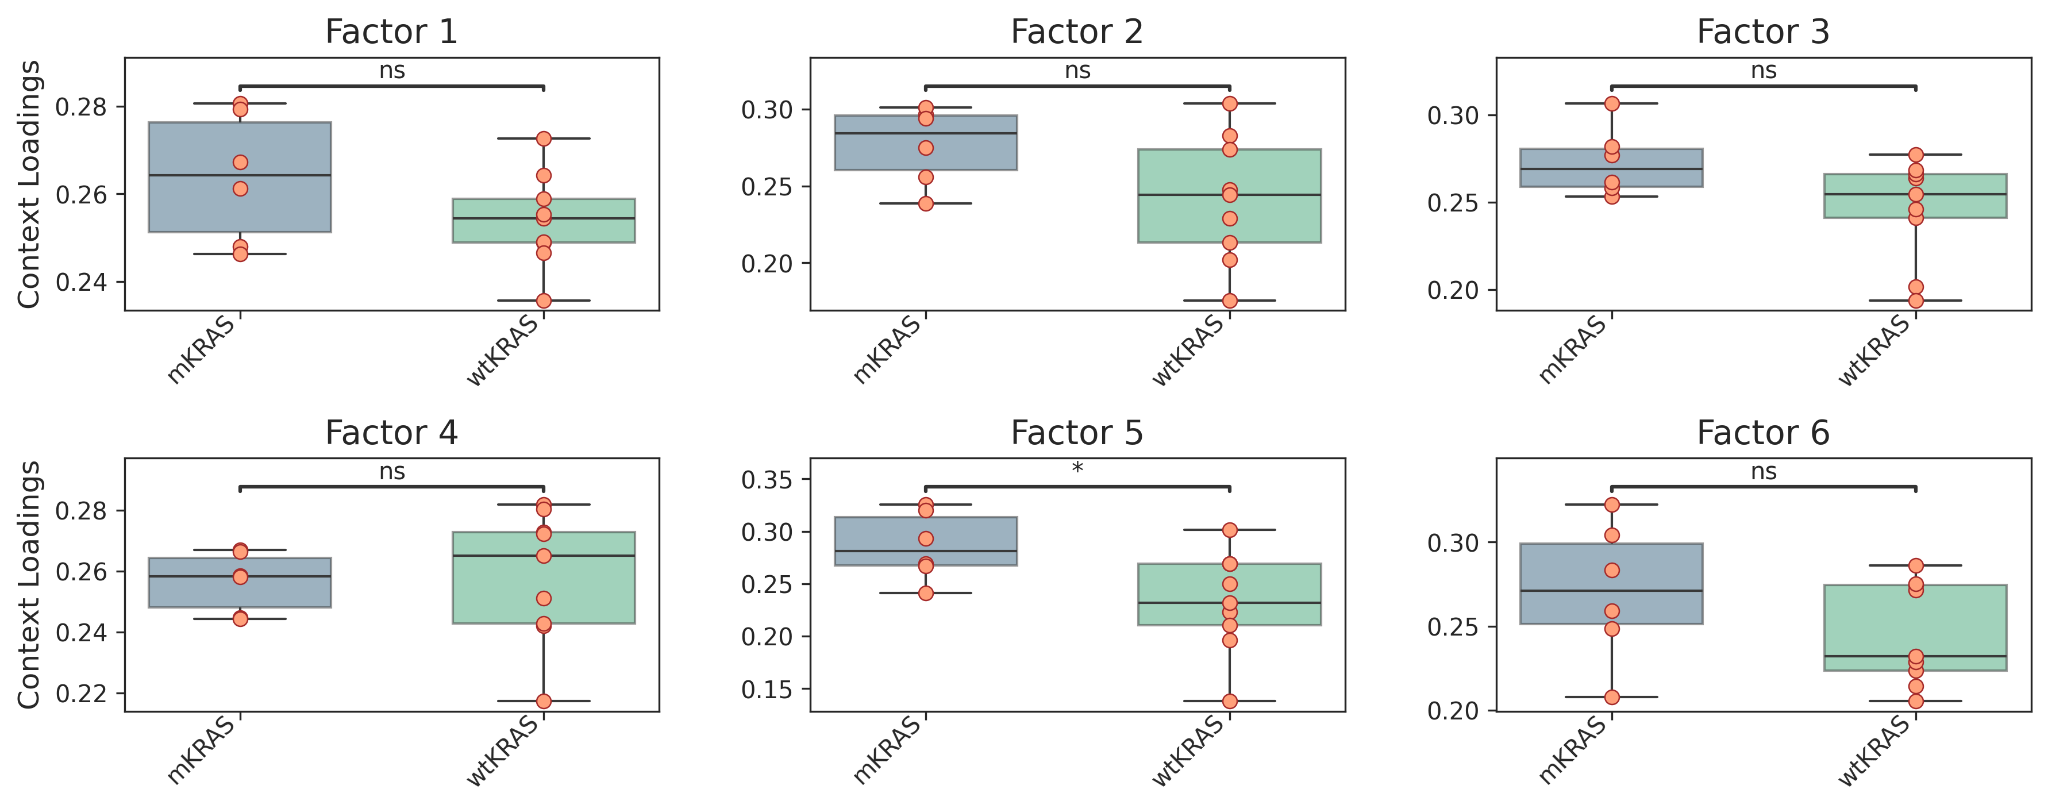 Factor 1
Factor 2
Factor 3
Context Loadings
0.28
0.26
0.24
ns
mKRAS
wtKRAS
0.30
0.25
0.20
ns
mKRAS
wtKRAS
0.30
0.25
0.20
ns
mKRAS
wtKRAS
Factor 4
Factor 5
Factor 6
Context Loadings
0.28
0.26
0.24
0.22
ns
mKRAS
wtKRAS
0.35
0.30
0.25
0.20
0.15
*
mKRAS
wtKRAS
0.30
0.25
0.20
ns
mKRAS
wtKRAS